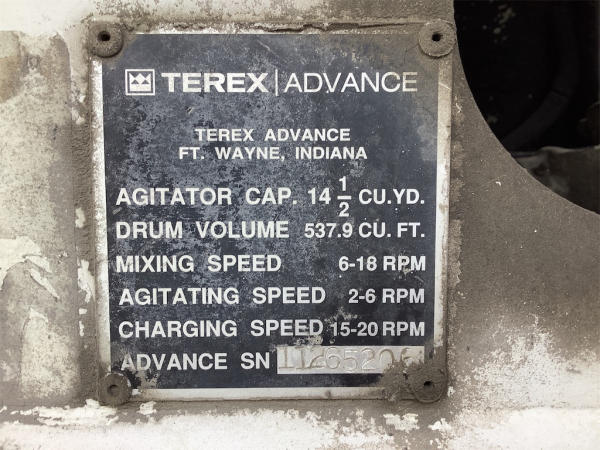 TEREX | ADVANCE
TEREX ADVANCE
FT. WAYNE, INDIANA
AGITATOR CAP. 14 1/2 CU.YD.
DRUM VOLUME 537.9 CU. FT.
MIXING SPEED 6-18 RPM
AGITATING SPEED 2-6 RPM
CHARGING SPEED 15-20 RPM
ADVANCE SN